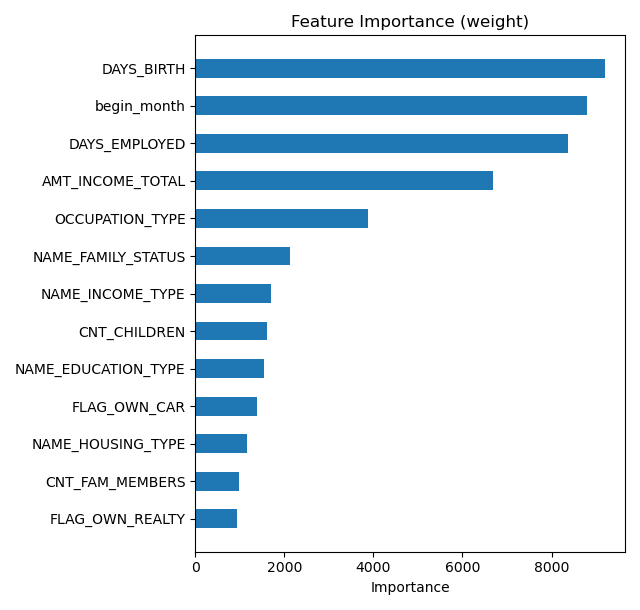 Feature Importance (weight)
DAYS_BIRTH
begin_month
DAYS_EMPLOYED
AMT_INCOME_TOTAL
OCCUPATION_TYPE
NAME_FAMILY_STATUS
NAME_INCOME_TYPE
CNT_CHILDREN
NAME_EDUCATION_TYPE
FLAG_OWN_CAR
NAME_HOUSING_TYPE
CNT_FAM_MEMBERS
FLAG_OWN_REALTY
0 2000 4000 6000 8000
Importance